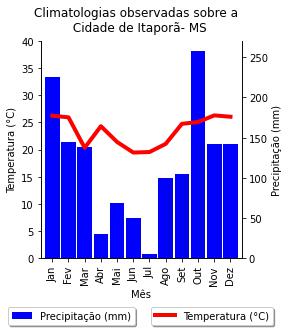 Climatologias observadas sobre a
Cidade de Itaporã- MS
40
35
30
25
20
15
10
5
0
Temperatura (°C)
250
200
150
100
50
0
Precipitação (mm)
Jan
Fev
Mar
Abr
Mai
Jun
Jul
Ago
Set
Out
Nov
Dez
Mês
Precipitação (mm)
Temperatura (°C)